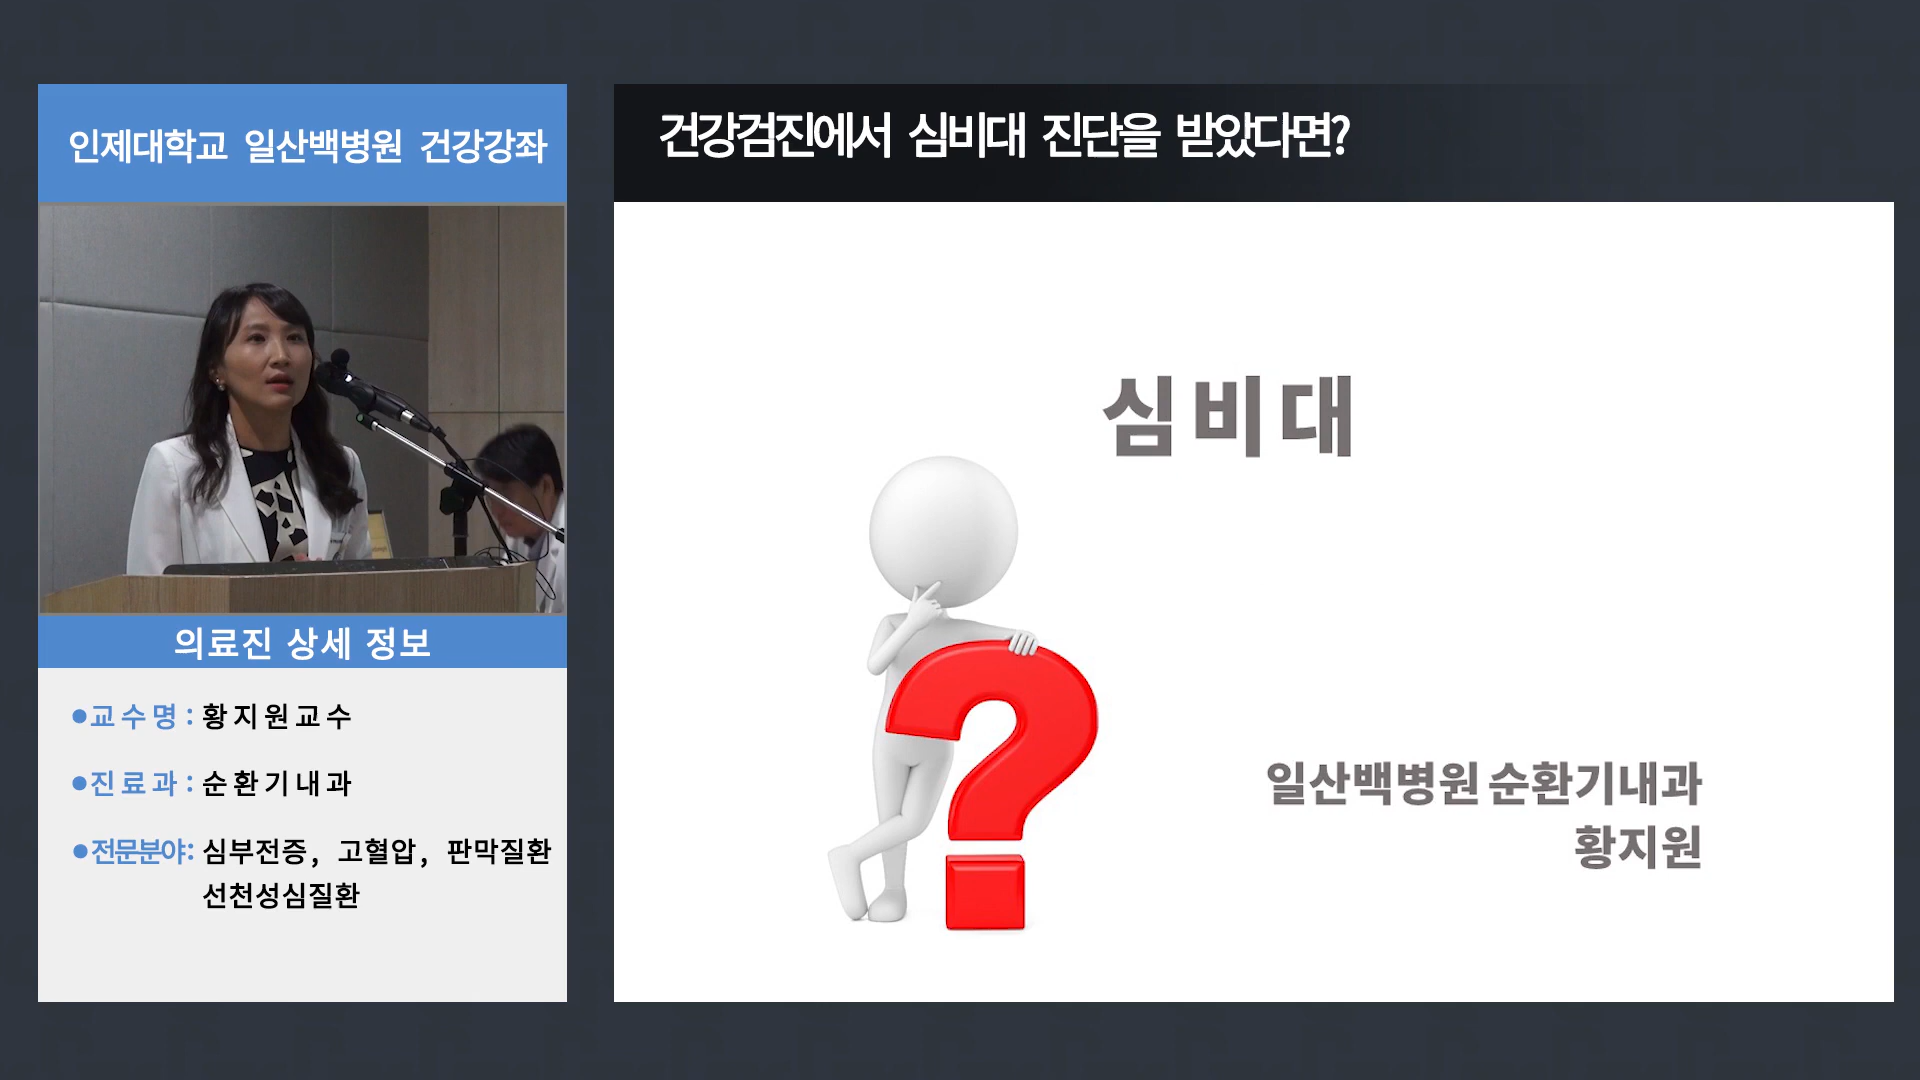 인제대학교 일산백병원 건강강좌
건강검진에서 심비대 진단을 받았다면?
의료진 상세 정보
●교수명: 황지원교수
●진료과: 순환기내과
●전문분야: 심부전증, 고혈압, 판막질환
선천성심질환
심비대
일산백병원 순환기내과
황지원